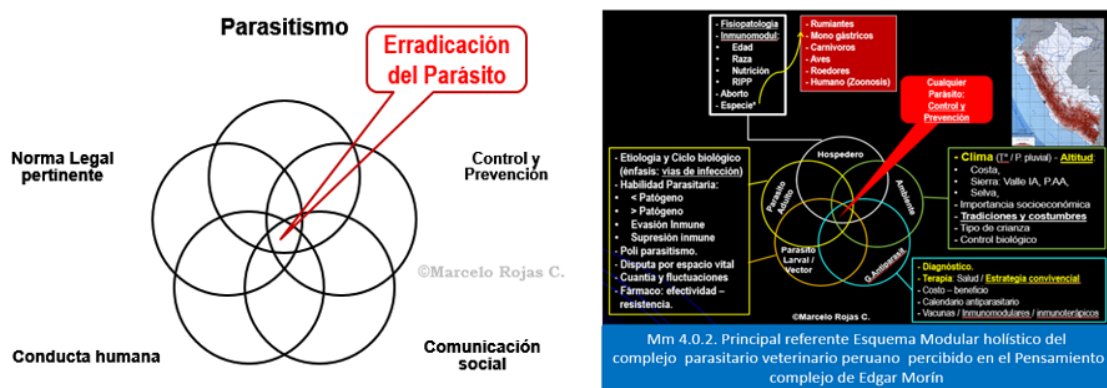 Parasitismo
Erradicación
del Parásito
Norma Legal
pertinente
Control y
Prevención
©Marcelo Rojas C.
Conducta humana
Comunicación
social
- Fisiopatología
- Inmunomodul:
• Edad
• Raza
• Nutrición
• RIPP
- Aborto
- Especie*
- Rumiantes
- Mono gástricos
- Carnívoros
- Aves
- Roedores
- Humano (Zoonosis)
Cualquier
Parásito:
Control y
Prevención
- Etiología y Ciclo biológico
(énfasis: vías de infección)
- Habilidad Parasitaria:
• < Patógeno
• > Patógeno
• Evasión Inmune
• Supresión inmune
- Poli parasitismo.
- Disputa por espacio vital
- Cuantía y fluctuaciones
- Fármaco: efectividad –
resistencia.
Hospedero
Parasito
Adulto
Ambiente
Parasito
Larval /
Vector
G.Antiparasit
- Clima (T° / P. pluvial) - Altitud:
• Costa,
• Sierra: Valle IA, P.AA,
• Selva,
- Importancia socioeconómica
- Tradiciones y costumbres
- Tipo de crianza
- Control biológico
- Diagnóstico.
- Terapia: Salud / Estrategia convivencial
- Costo – beneficio
- Calendario antiparasitario
- Vacunas / Inmunomodulares / inmunoterápicos
©Marcelo Rojas C.
Mm 4.0.2. Principal referente Esquema Modular holístico del
complejo parasitario veterinario peruano percibido en el Pensamiento
complejo de Edgar Morín